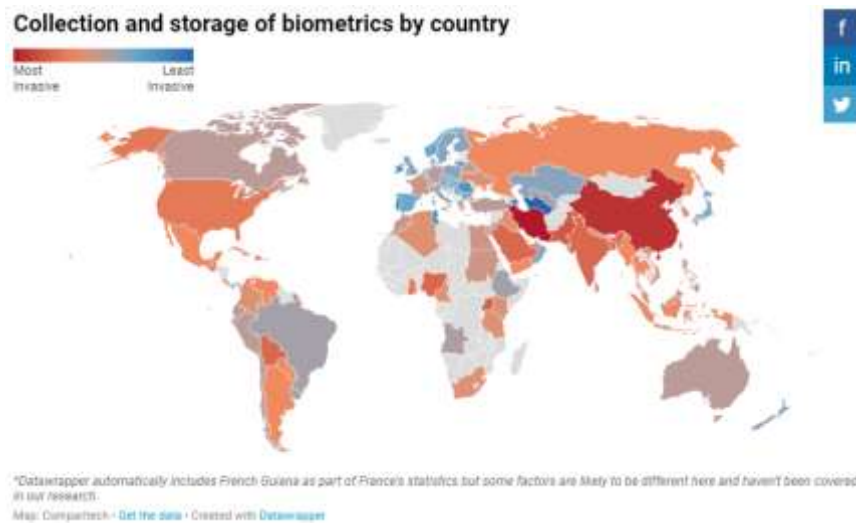 Collection and storage of biometrics by country
Most Least
Invasive Invasive
f
in
*Datawrapper automatically includes French Guiana as part of France's statistics but some factors are likely to be different here and haven't been covered
in our research.
Map: Comparitech • Get the data • Created with Datawrapper